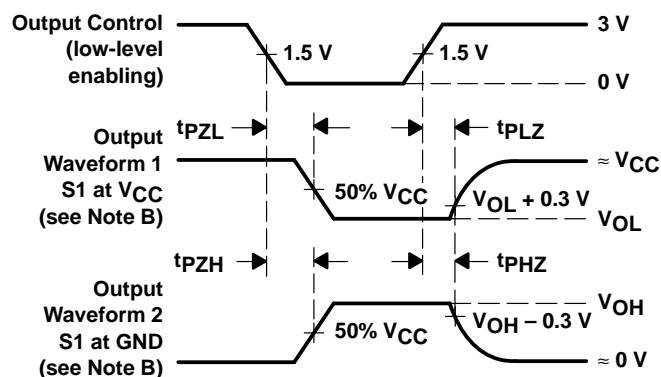 Output Control
(low-level
enabling)
1.5 V
1.5 V
3 V
0 V
tPZL
tPLZ
Output
Waveform 1
S1 at VCC
(see Note B)
50% VCC
≈ VCC
VOL + 0.3 V
VOL
tPZH
tPHZ
Output
Waveform 2
S1 at GND
(see Note B)
50% VCC
VOH
VOH – 0.3 V
≈ 0 V